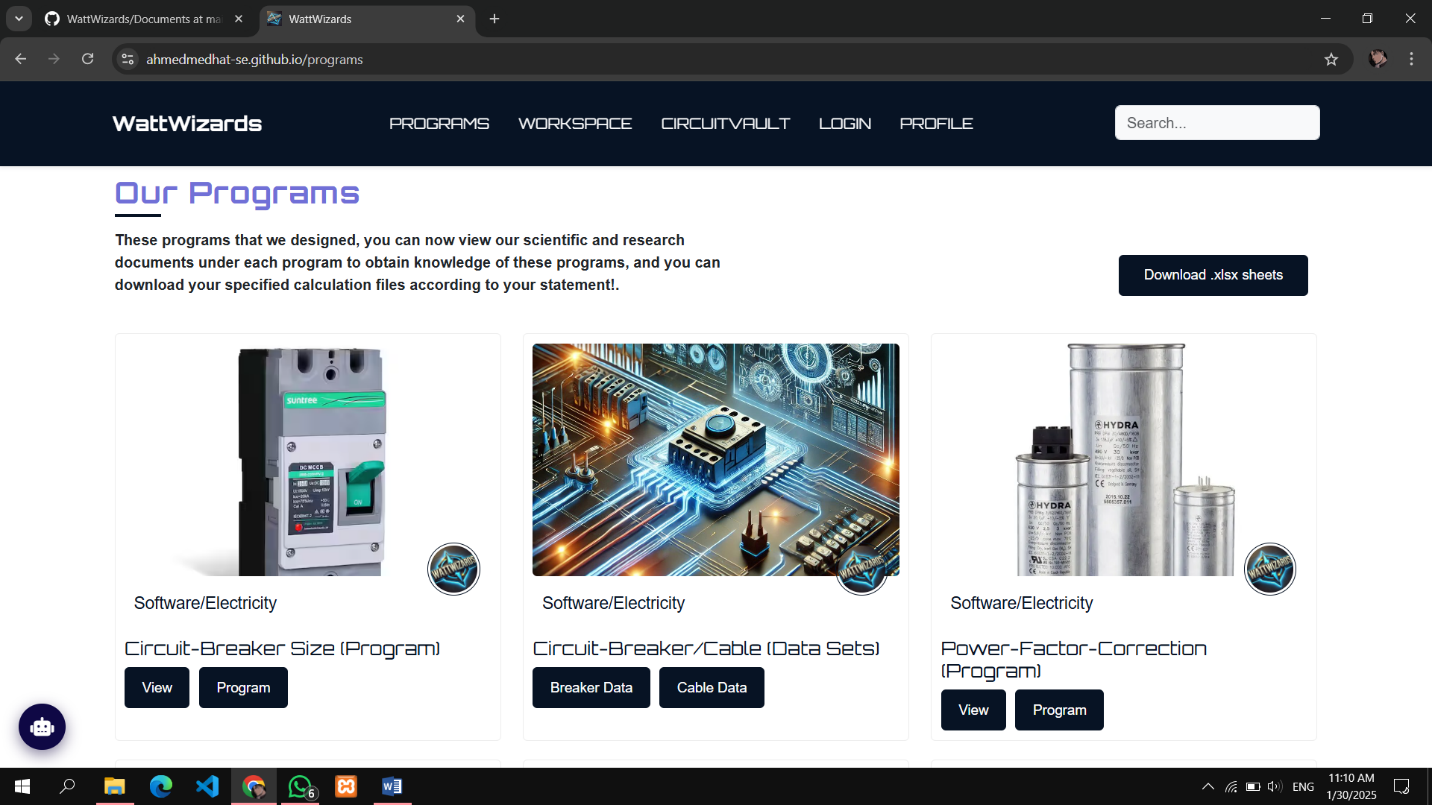 WattWizards/Documents at ma
WattWizards
ahmedmedhat-se.github.io/programs
WattWizards
PROGRAMS
WORKSPACE
CIRCUITVAULT
LOGIN
PROFILE
Search...
Our Programs
These programs that we designed, you can now view our scientific and research
documents under each program to obtain knowledge of these programs, and you can
download your specified calculation files according to your statement!.
Download .xlsx sheets
suntree
DC MCCB
ON
HYDRA
HYDRA
WATTWIZARDS
WATTWIZARDS
WATTWIZARDS
Software/Electricity
Software/Electricity
Software/Electricity
Circuit-Breaker Size (Program)
View
Program
Circuit-Breaker/Cable (Data Sets)
Breaker Data
Cable Data
Power-Factor-Correction
(Program)
View
Program
6
ENG
11:10 AM
1/30/2025